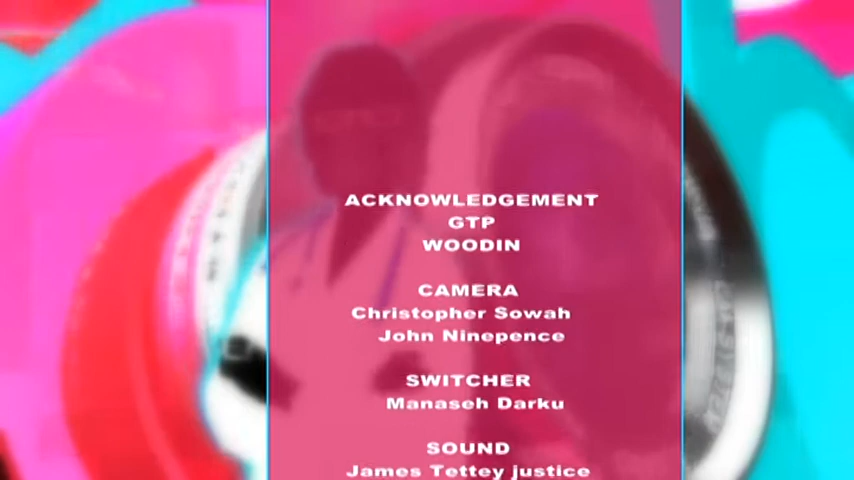 ACKNOWLEDGEMENT
GTP
WOODIN
CAMERA
Christopher Sowah
John Ninepence
SWITCHER
Manaseh Darku
SOUND
James Tettey justice